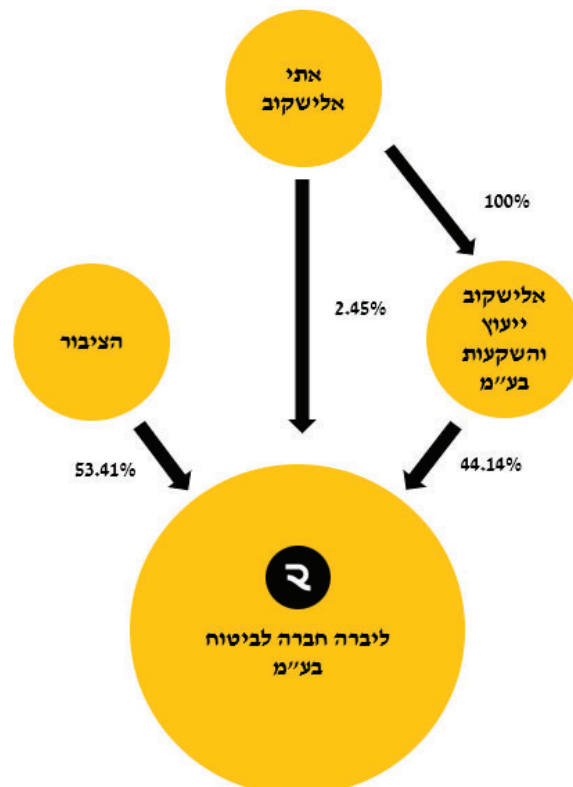 אתי
אלישקוב
100%
2.45%
הציבור
אלישקוב
ייעוץ
והשקעות
בע״מ
53.41%
44.14%
ליברה חברה לביטוח
בע״מ